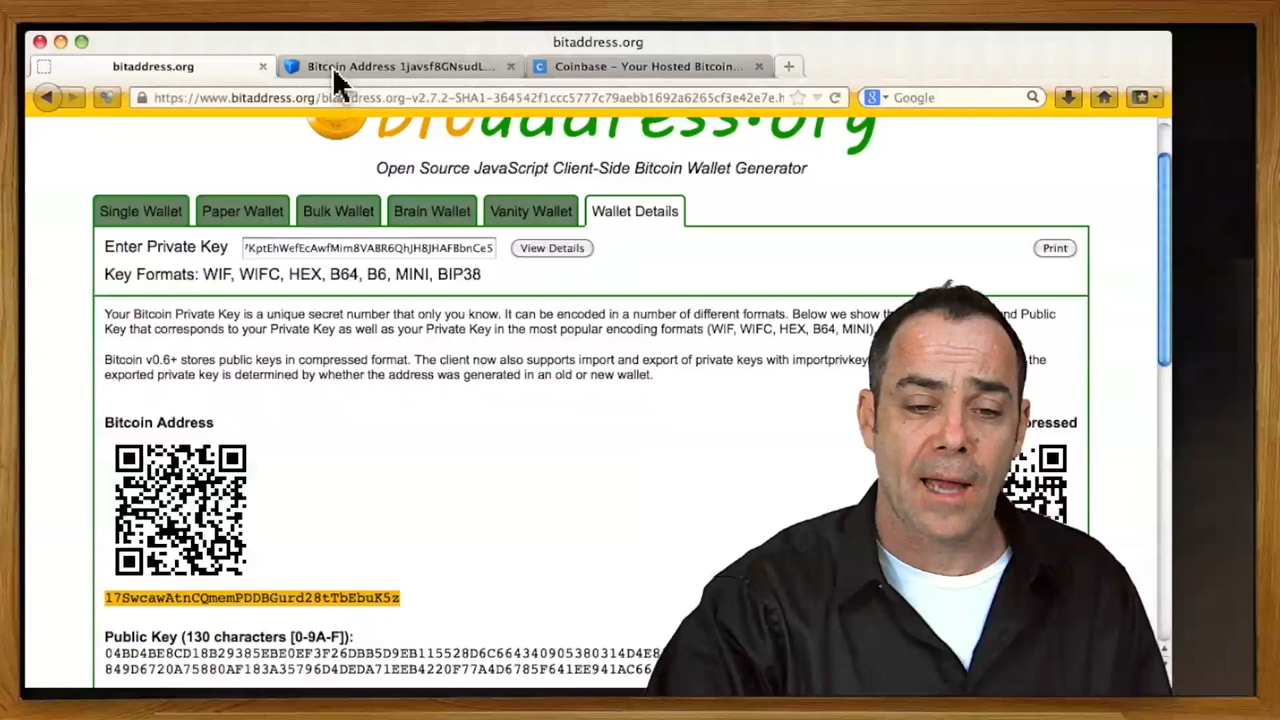 bitaddress.org
bitaddress.org
Bitcoin Address 1javsf8GNsudL...
Coinbase - Your Hosted Bitcoin...
Google
Open Source JavaScript Client-Side Bitcoin Wallet Generator
Single Wallet
Paper Wallet
Bulk Wallet
Brain Wallet
Vanity Wallet
Wallet Details
Enter Private Key
View Details
Print
Key Formats: WIF, WIFC, HEX, B64, B6, MINI, BIP38
Your Bitcoin Private Key is a unique secret number that only you know. It can be encoded in a number of different formats. Below we show and Public
Key that corresponds to your Private Key as well as your Private Key in the most popular encoding formats (WIF, WIFC, HEX, B64, MINI).
Bitcoin v0.6+ stores public keys in compressed format. The client now also supports import and export of private keys with importprivkey the
exported private key is determined by whether the address was generated in an old or new wallet.
Bitcoin Address
17SwcawAtnCQmemPDDBGurd28tTbEbuK5z
Public Key (130 characters [0-9A-F]):